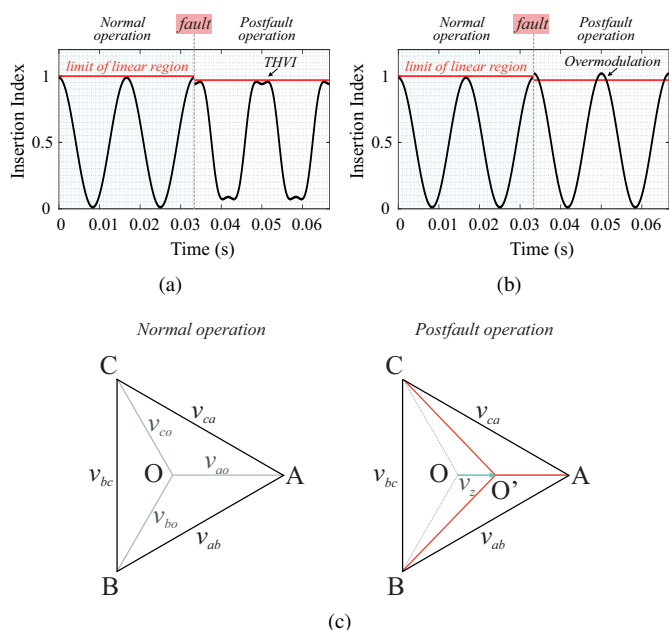 Normal operation
fault
Postfault operation
limit of linear region
THVI
Insertion Index
1
0.5
0
0 0.01 0.02 0.03 0.04 0.05 0.06
Time (s)
(a)
Normal operation
fault
Postfault operation
limit of linear region
Overmodulation
Insertion Index
1
0.5
0
0 0.01 0.02 0.03 0.04 0.05 0.06
Time (s)
(b)
Normal operation
C
v_co
v_ca
v_bc
O
v_ao
A
v_bo
v_ab
B
Postfault operation
C
v_ca
v_bc
O
v_z
O'
A
v_ab
B
(c)